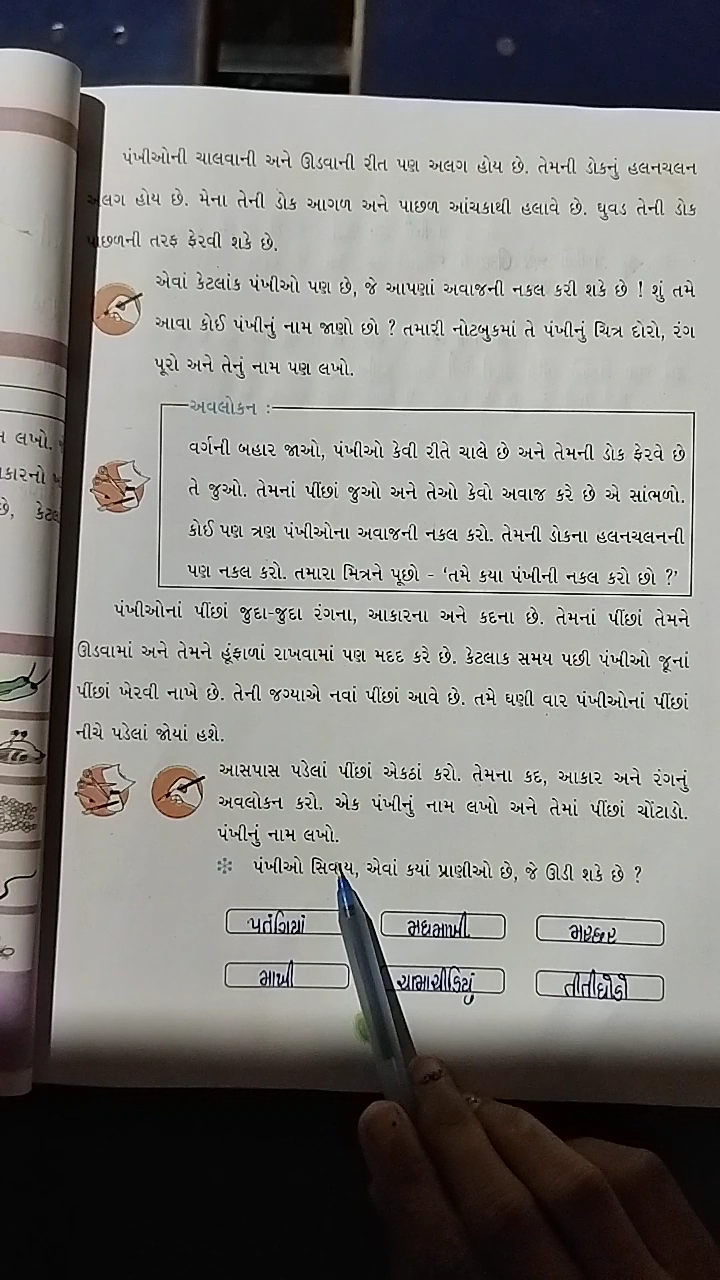 પંખીઓની ચાલવાની અને ઊડવાની રીત પણ અલગ હોય છે. તેમની ડોકનું હલનચલન
અલગ હોય છે. મેના તેની ડોક આગળ અને પાછળ આંચકાથી હલાવે છે. ઘુવડ તેની ડોક
પાછળની તરફ ફેરવી શકે છે.
એવાં કેટલાંક પંખીઓ પણ છે, જે આપણાં અવાજની નકલ કરી શકે છે ! શું તમે
આવા કોઈ પંખીનું નામ જાણો છો ? તમારી નોટબુકમાં તે પંખીનું ચિત્ર દોરો, રંગ
પૂરો અને તેનું નામ પણ લખો.
અવલોકન :
લખો.
વર્ગની બહાર જાઓ, પંખીઓ કેવી રીતે ચાલે છે અને તેમની ડોક ફેરવે છે
તે જુઓ. તેમનાં પીંછાં જુઓ અને તેઓ કેવો અવાજ કરે છે એ સાંભળો.
કોઈ પણ ત્રણ પંખીઓના અવાજની નકલ કરો. તેમની ડોકના હલનચલનની
પણ નકલ કરો. તમારા મિત્રને પૂછો - ‘તમે કયા પંખીની નકલ કરો છો ?’
પંખીઓનાં પીંછાં જુદા-જુદા રંગના, આકારના અને કદના છે. તેમનાં પીંછાં તેમને
ઊડવામાં અને તેમને હૂંફાળાં રાખવામાં પણ મદદ કરે છે. કેટલાક સમય પછી પંખીઓ જૂનાં
પીંછાં ખેરવી નાખે છે. તેની જગ્યાએ નવાં પીંછાં આવે છે. તમે ઘણી વાર પંખીઓનાં પીંછાં
નીચે પડેલાં જોયાં હશે.
આસપાસ પડેલાં પીંછાં એકઠાં કરો. તેમના કદ, આકાર અને રંગનું
અવલોકન કરો. એક પંખીનું નામ લખો અને તેમાં પીંછાં ચોંટાડો.
પંખીનું નામ લખો.
પંખીઓ સિવાય, એવાં કયાં પ્રાણીઓ છે, જે ઊડી શકે છે ?
પતંગિયાં મધમાખી મચ્છર
માખી ચામાચીડિયું તીતીઘોડો